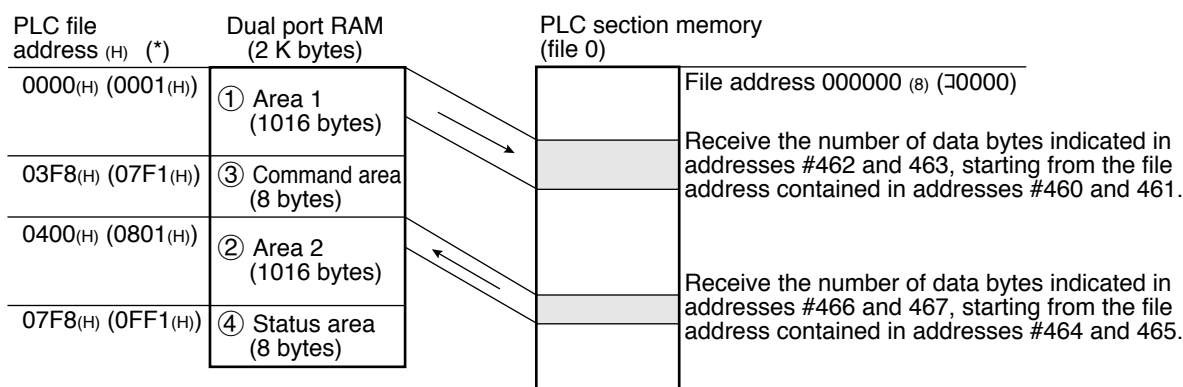 PLC file
address (H) (*)
Dual port RAM
(2 K bytes)
PLC section memory
(file 0)
0000(H) (0001(H))
① Area 1
(1016 bytes)
File address 000000 (8) (コ0000)
Receive the number of data bytes indicated in
addresses #462 and 463, starting from the file
address contained in addresses #460 and 461.
03F8(H) (07F1(H))
③ Command area
(8 bytes)
0400(H) (0801(H))
② Area 2
(1016 bytes)
Receive the number of data bytes indicated in
addresses #466 and 467, starting from the file
address contained in addresses #464 and 465.
07F8(H) (0FF1(H))
④ Status area
(8 bytes)